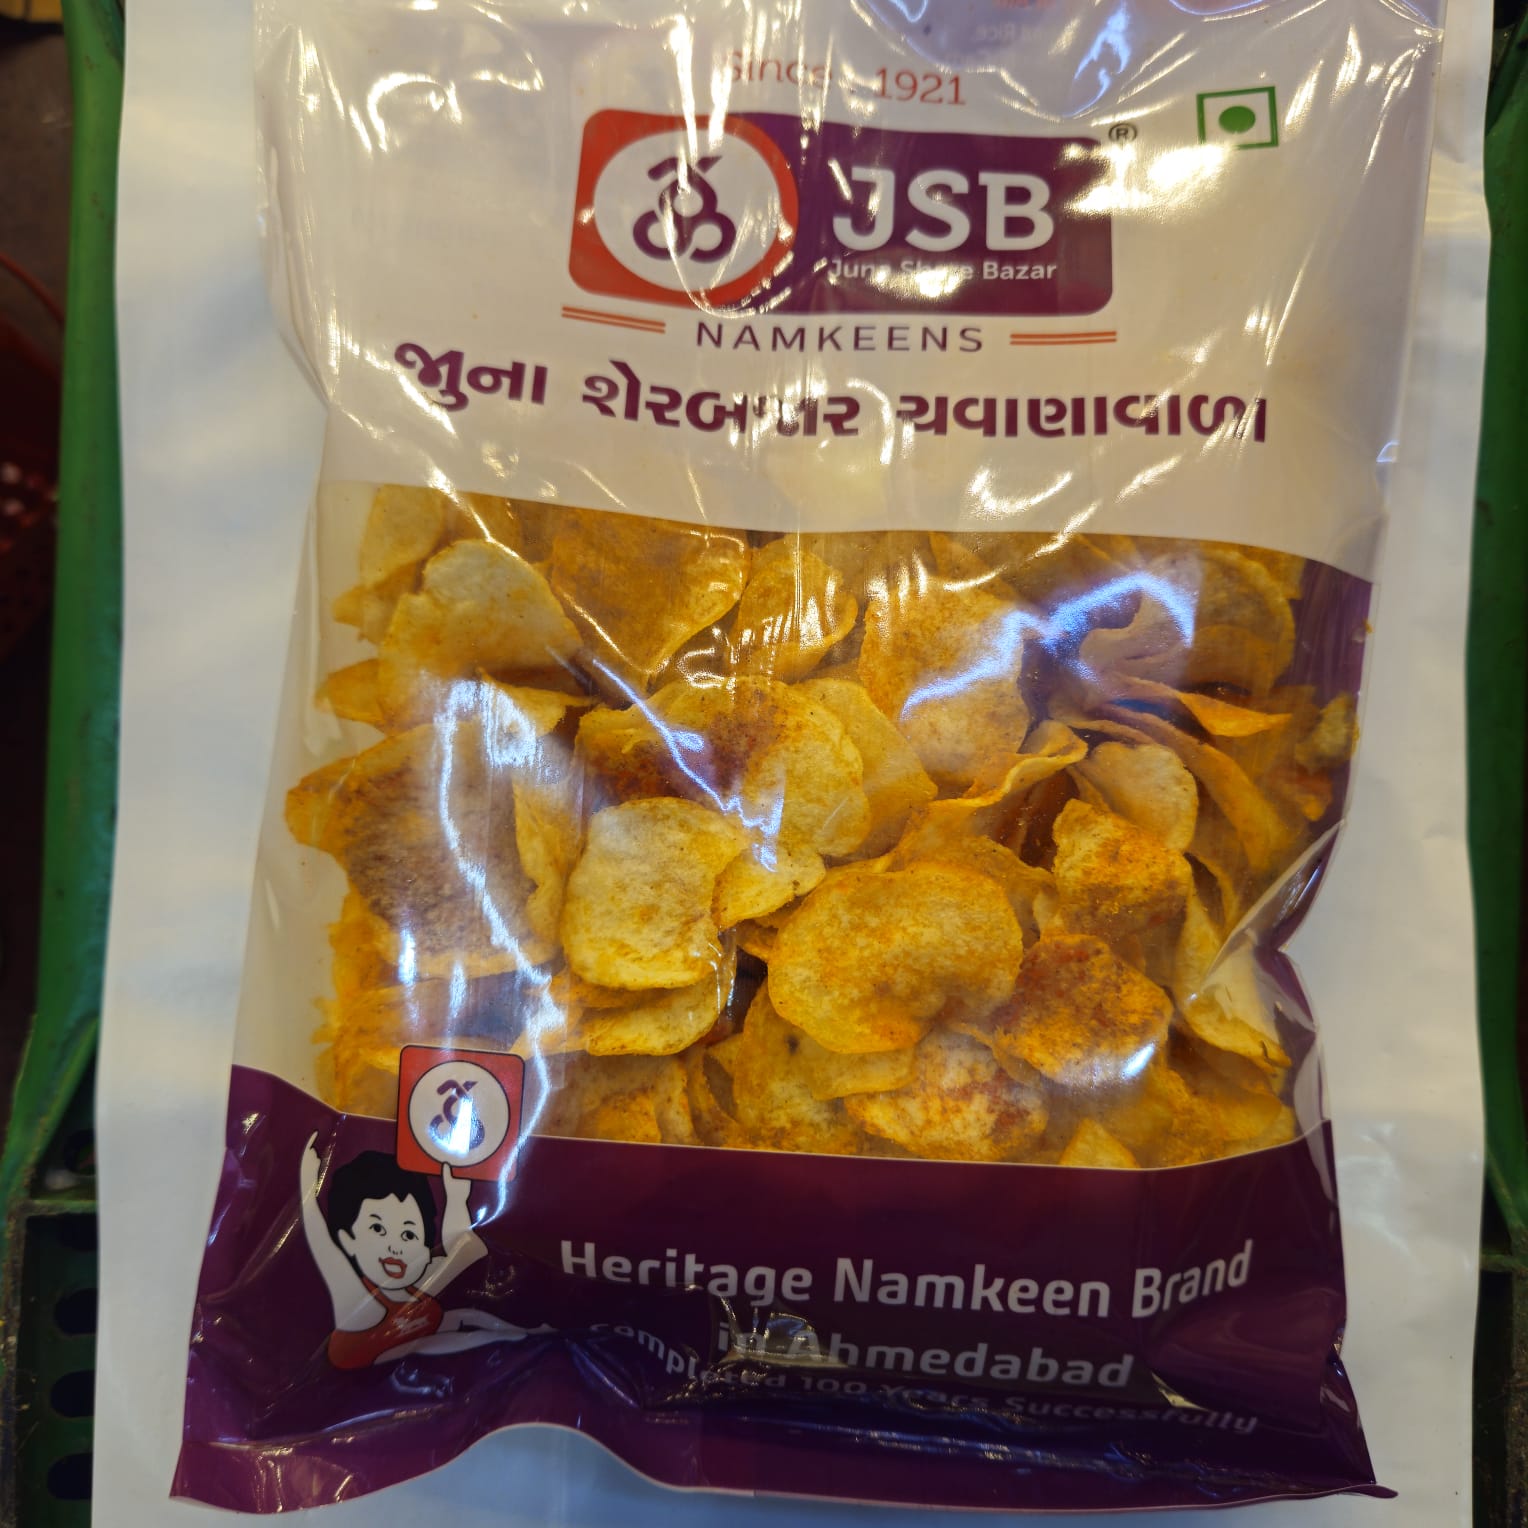 Since 1921
JSB
®
Juna Share Bazar
NAMKEENS
જુના શેરબજાર ચવાણાવાળા
Heritage Namkeen Brand
in Ahmedabad
Completed 100 Years Successfully